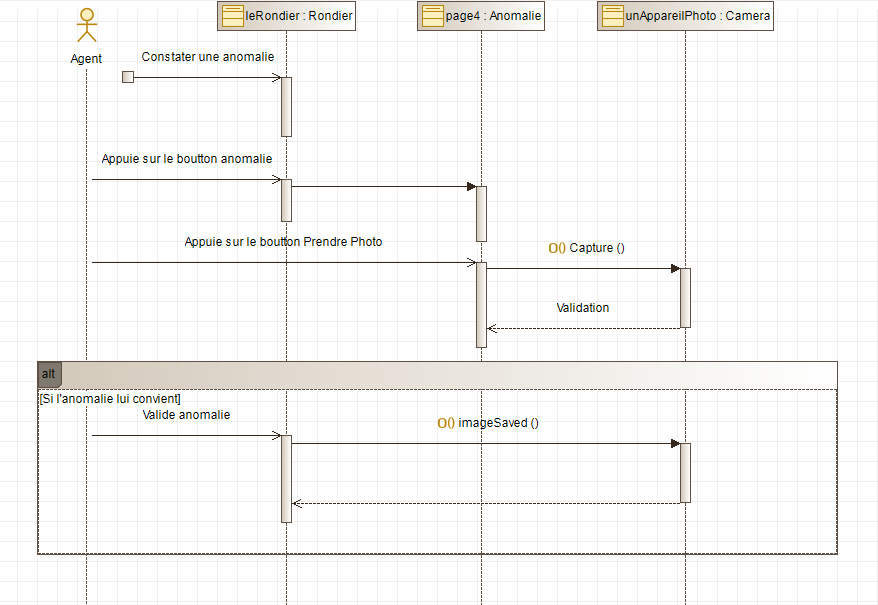 leRondier : Rondier
page4 : Anomalie
unAppareilPhoto : Camera
Agent
Constater une anomalie
Appuie sur le boutton anomalie
Appuie sur le boutton Prendre Photo
O() Capture ()
Validation
alt
[Si l'anomalie lui convient]
Valide anomalie
O() imageSaved ()